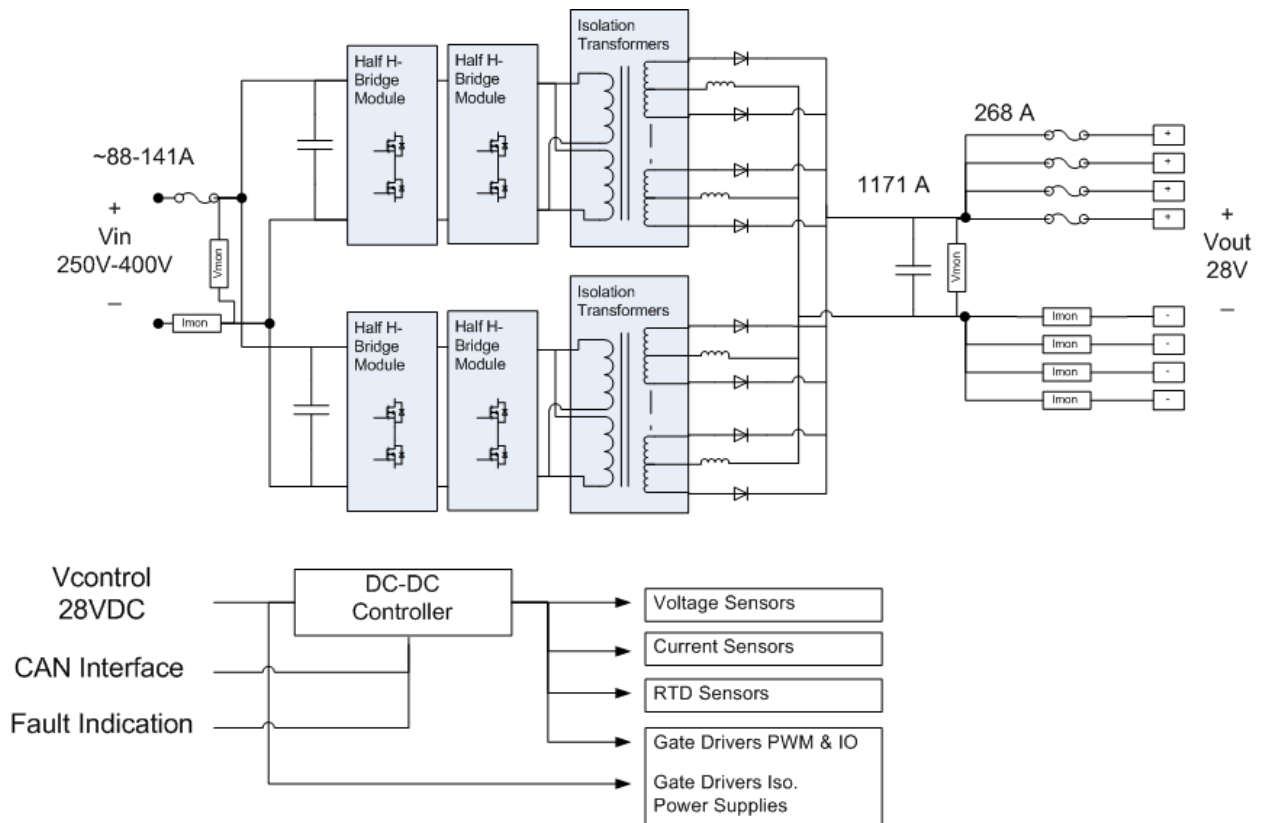 Isolation
Transformers
Half H-
Bridge
Module
Half H-
Bridge
Module
~88-141A
+
Vin
250V-400V
–
Vmon
Imon
268 A
1171 A
+
+
+
+
+
Vout
28V
–
Vmon
Imon
-
Imon
-
Imon
-
Imon
-
Isolation
Transformers
Half H-
Bridge
Module
Half H-
Bridge
Module
Vcontrol
28VDC
CAN Interface
Fault Indication
DC-DC
Controller
Voltage Sensors
Current Sensors
RTD Sensors
Gate Drivers PWM & IO
Gate Drivers Iso.
Power Supplies